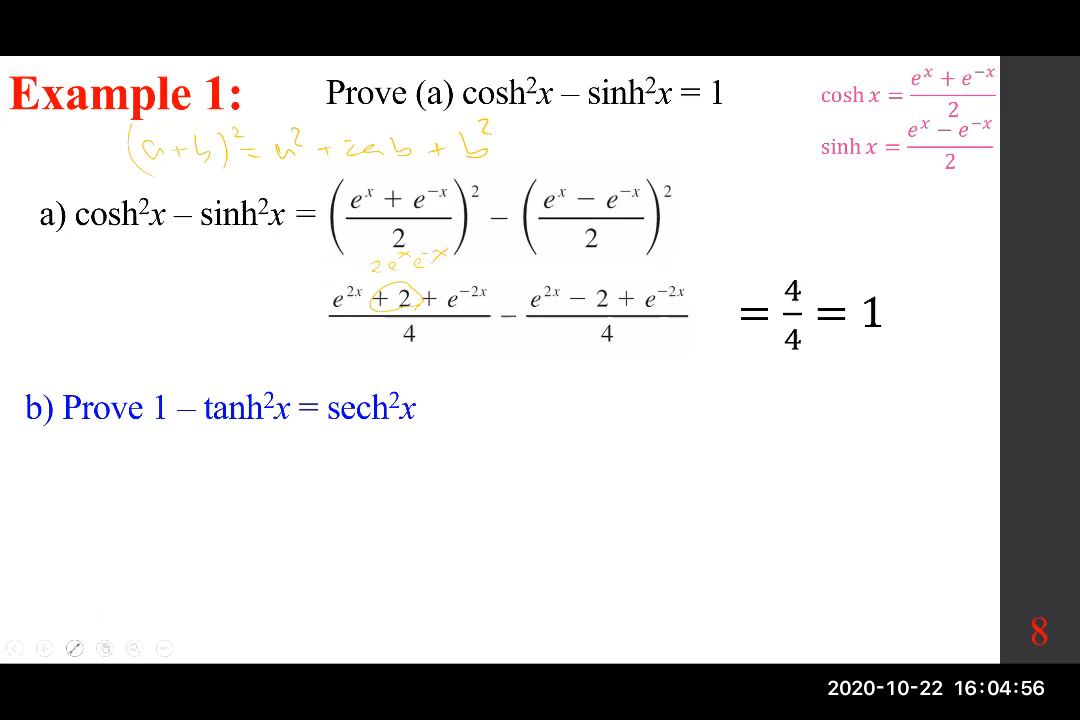 Example 1: Prove (a) cosh²x – sinh²x = 1
cosh x = (eˣ + e⁻ˣ)/2
sinh x = (eˣ − e⁻ˣ)/2
(a+b)² = a² + 2ab + b²
a) cosh²x – sinh²x = ((eˣ + e⁻ˣ)/2)² − ((eˣ − e⁻ˣ)/2)²
2eˣe⁻ˣ
(e²ˣ + 2 + e⁻²ˣ)/4 − (e²ˣ − 2 + e⁻²ˣ)/4 = 4/4 = 1
b) Prove 1 – tanh²x = sech²x
8
2020-10-22 16:04:56